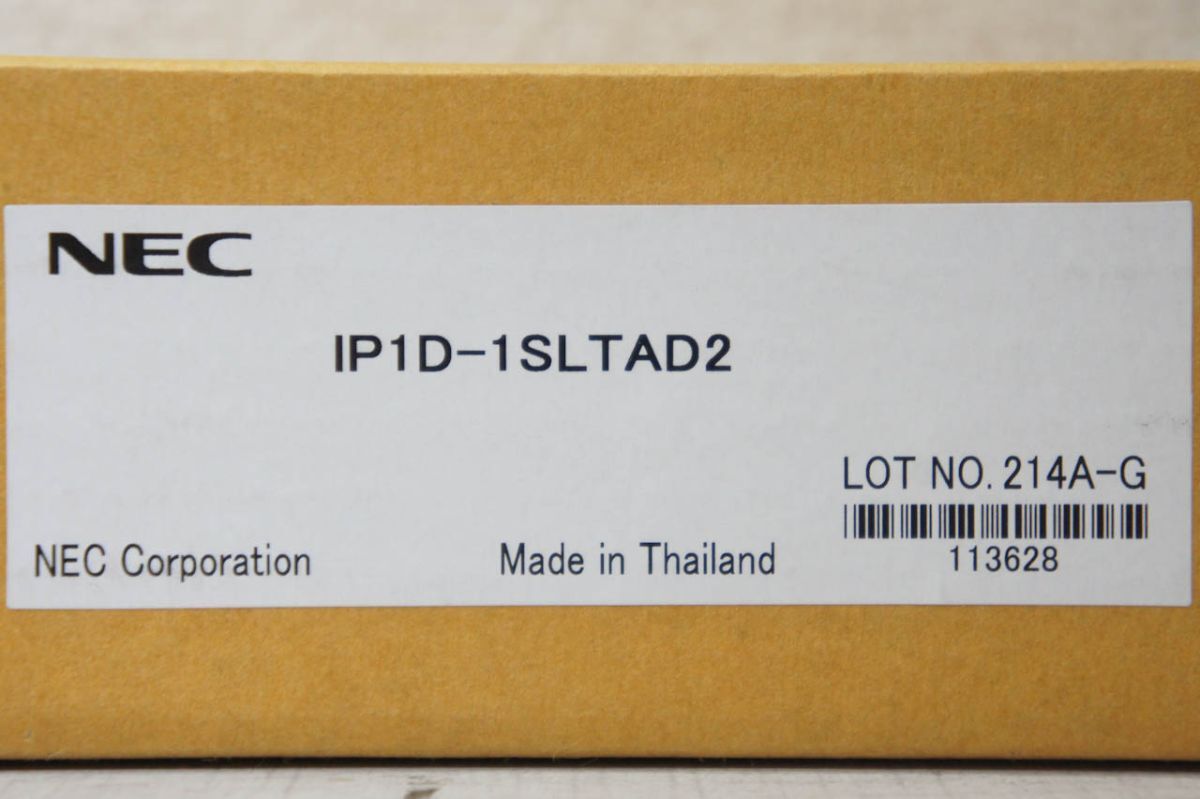 NEC
IP1D-1SLTAD2
LOT NO. 214A-G
113628
NEC Corporation
Made in Thailand